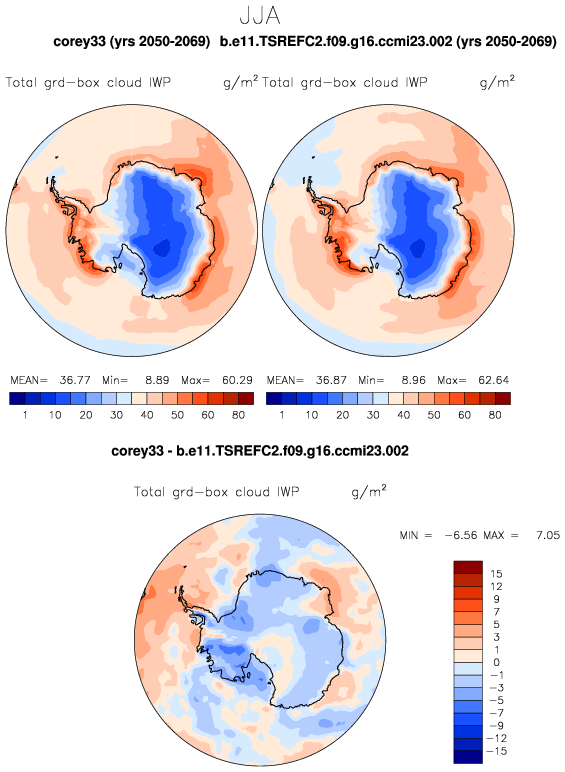 JJA
corey33 (yrs 2050-2069) b.e11.TSREFC2.f09.g16.ccmi23.002 (yrs 2050-2069)
Total grd-box cloud IWP g/m² Total grd-box cloud IWP g/m²
MEAN= 36.77 Min= 8.89 Max= 60.29 MEAN= 36.87 Min= 8.96 Max= 62.64
1 10 20 30 40 50 60 80 1 10 20 30 40 50 60 80
corey33 - b.e11.TSREFC2.f09.g16.ccmi23.002
Total grd-box cloud IWP g/m²
MIN = -6.56 MAX = 7.05
15
12
9
7
5
3
1
0
-1
-3
-5
-7
-9
-12
-15